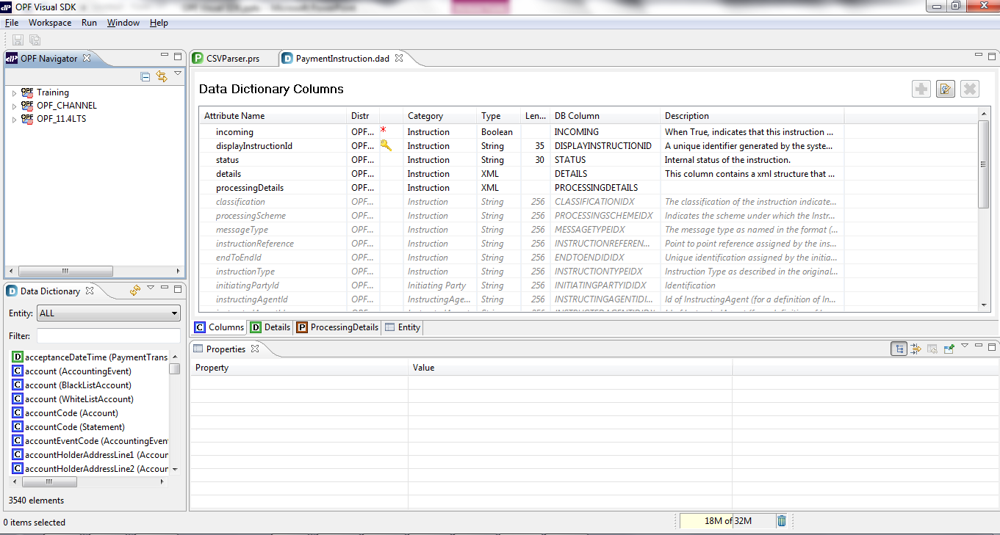 OPF Visual SDK
File Workspace Run Window Help
OPF Navigator
Training
OPF_CHANNEL
OPF_11.4LTS
CSVParser.prs PaymentInstruction.dad
Data Dictionary Columns
Attribute Name Distr Category Type Len... DB Column Description
incoming OPF... * Instruction Boolean INCOMING When True, indicates that this instruction ...
displayInstructionId OPF... Instruction String 35 DISPLAYINSTRUCTIONID A unique identifier generated by the syste...
status OPF... Instruction String 30 STATUS Internal status of the instruction.
details OPF... Instruction XML DETAILS This column contains a xml structure that ...
processingDetails OPF... Instruction XML PROCESSINGDETAILS
classification OPF... Instruction String 256 CLASSIFICATIONIDX The classification of the instruction indicate...
processingScheme OPF... Instruction String 256 PROCESSINGSCHEMEIDX Indicates the scheme under which the Instr...
messageType OPF... Instruction String 256 MESSAGETYPEIDX The message type as named in the format (...
instructionReference OPF... Instruction String 256 INSTRUCTIONREFEREN... Point to point reference assigned by the ins...
endToEndId OPF... Instruction String 256 ENDTOENDIDIDX Unique identification assigned by the initia...
instructionType OPF... Instruction String 256 INSTRUCTIONTYPEIDX Instruction Type as described in the original...
initiatingPartyId OPF... Initiating Party String 256 INITIATINGPARTYIDIDX Identification
instructingAgentId OPF... InstructingAge... String 256 INSTRUCTINGAGENTIDI... Id of InstructingAgent (for a definition of In...
C Columns D Details P ProcessingDetails Entity
Data Dictionary
Entity: ALL
Filter:
D acceptanceDateTime (PaymentTrans
C account (AccountingEvent)
C account (BlackListAccount)
C account (WhiteListAccount)
C accountCode (Account)
C accountCode (Statement)
C accountEventCode (AccountingEven
C accountHolderAddressLine1 (Accour
C accountHolderAddressLine2 (Accour
3540 elements
Properties
Property Value
0 items selected
18M of 32M